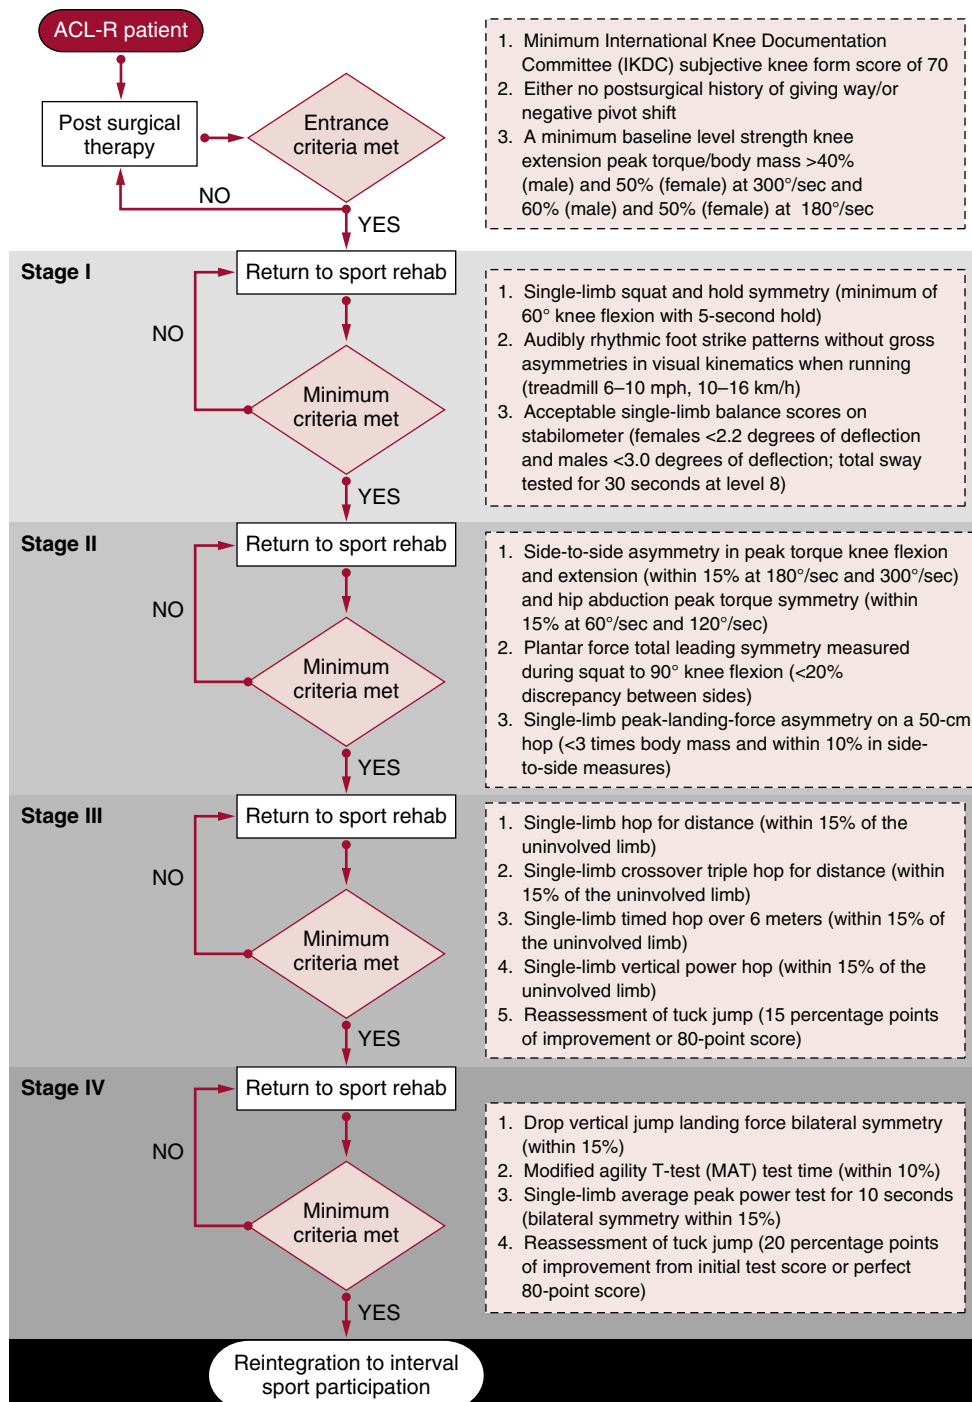 ACL-R patient
Post surgical
therapy
Entrance
criteria met
NO
YES
1. Minimum International Knee Documentation
Committee (IKDC) subjective knee form score of 70
2. Either no postsurgical history of giving way/or
negative pivot shift
3. A minimum baseline level strength knee
extension peak torque/body mass >40%
(male) and 50% (female) at 300°/sec and
60% (male) and 50% (female) at 180°/sec
Stage I
Return to sport rehab
NO
Minimum
criteria met
YES
1. Single-limb squat and hold symmetry (minimum of
60° knee flexion with 5-second hold)
2. Audibly rhythmic foot strike patterns without gross
asymmetries in visual kinematics when running
(treadmill 6–10 mph, 10–16 km/h)
3. Acceptable single-limb balance scores on
stabilometer (females <2.2 degrees of deflection
and males <3.0 degrees of deflection; total sway
tested for 30 seconds at level 8)
Stage II
Return to sport rehab
NO
Minimum
criteria met
YES
1. Side-to-side asymmetry in peak torque knee flexion
and extension (within 15% at 180°/sec and 300°/sec)
and hip abduction peak torque symmetry (within
15% at 60°/sec and 120°/sec)
2. Plantar force total leading symmetry measured
during squat to 90° knee flexion (<20%
discrepancy between sides)
3. Single-limb peak-landing-force asymmetry on a 50-cm
hop (<3 times body mass and within 10% in side-
to-side measures)
Stage III
Return to sport rehab
NO
Minimum
criteria met
YES
1. Single-limb hop for distance (within 15% of the
uninvolved limb)
2. Single-limb crossover triple hop for distance (within
15% of the uninvolved limb)
3. Single-limb timed hop over 6 meters (within 15% of
the uninvolved limb)
4. Single-limb vertical power hop (within 15% of the
uninvolved limb)
5. Reassessment of tuck jump (15 percentage points
of improvement or 80-point score)
Stage IV
Return to sport rehab
NO
Minimum
criteria met
YES
1. Drop vertical jump landing force bilateral symmetry
(within 15%)
2. Modified agility T-test (MAT) test time (within 10%)
3. Single-limb average peak power test for 10 seconds
(bilateral symmetry within 15%)
4. Reassessment of tuck jump (20 percentage points
of improvement from initial test score or perfect
80-point score)
Reintegration to interval
sport participation